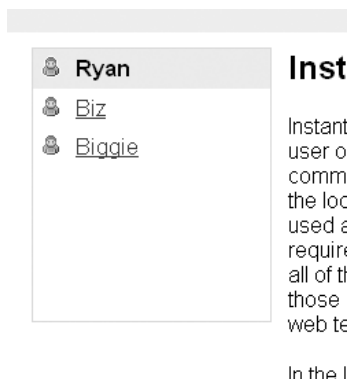 Ryan
Biz
Biggie
Inst
Instant
user o
comm
the loc
used a
require
all of th
those
web te
In the l